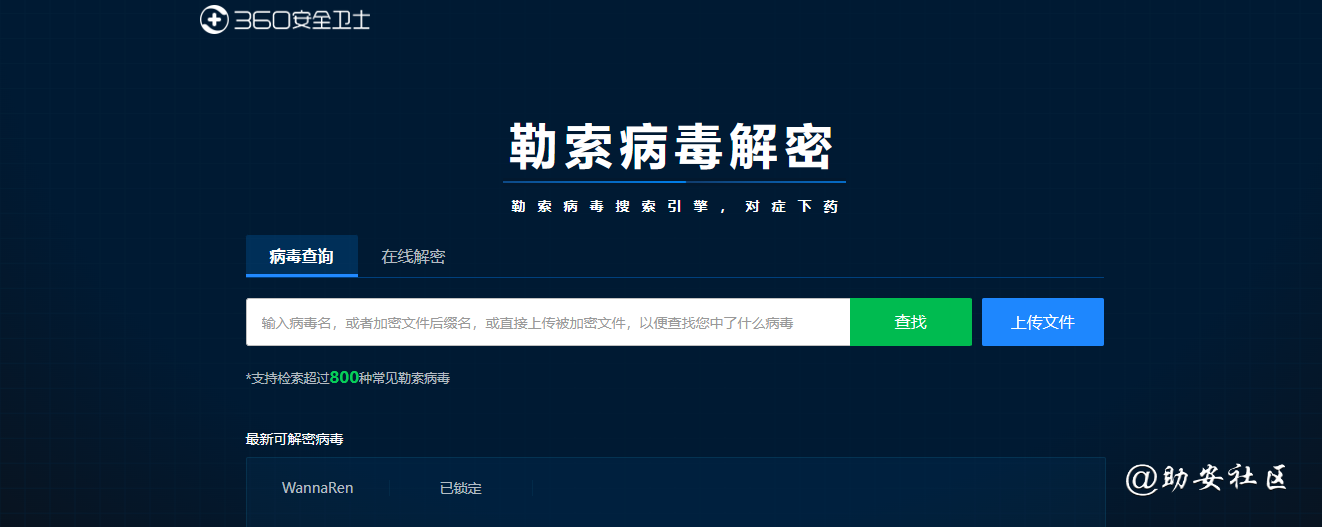 360安全卫士
勒索病毒解密
勒索病毒搜索引擎，对症下药
病毒查询 在线解密
输入病毒名，或者加密文件后缀名，或直接上传被加密文件，以便查找您中了什么病毒 查找 上传文件
*支持检索超过800种常见勒索病毒
最新可解密病毒
WannaRen 已锁定
@助安社区